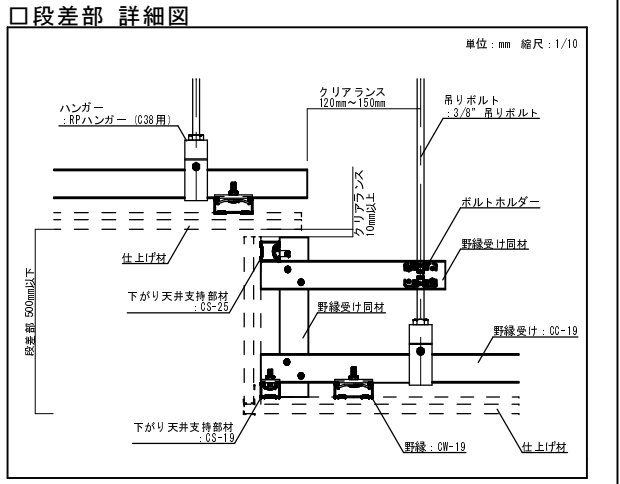 □段差部 詳細図
単位：mm 縮尺：1/10
クリアランス
120mm～150mm
ハンガー
：RPハンガー (C38用)
吊りボルト
：3/8" 吊りボルト
クリアランス
10mm以上
ボルトホルダー
仕上げ材
野縁受け同材
段差部 500mm以下
下がり天井支持部材
：CS-25
野縁受け同材
野縁受け：CC-19
下がり天井支持部材
：CS-19
野縁：CW-19
仕上げ材